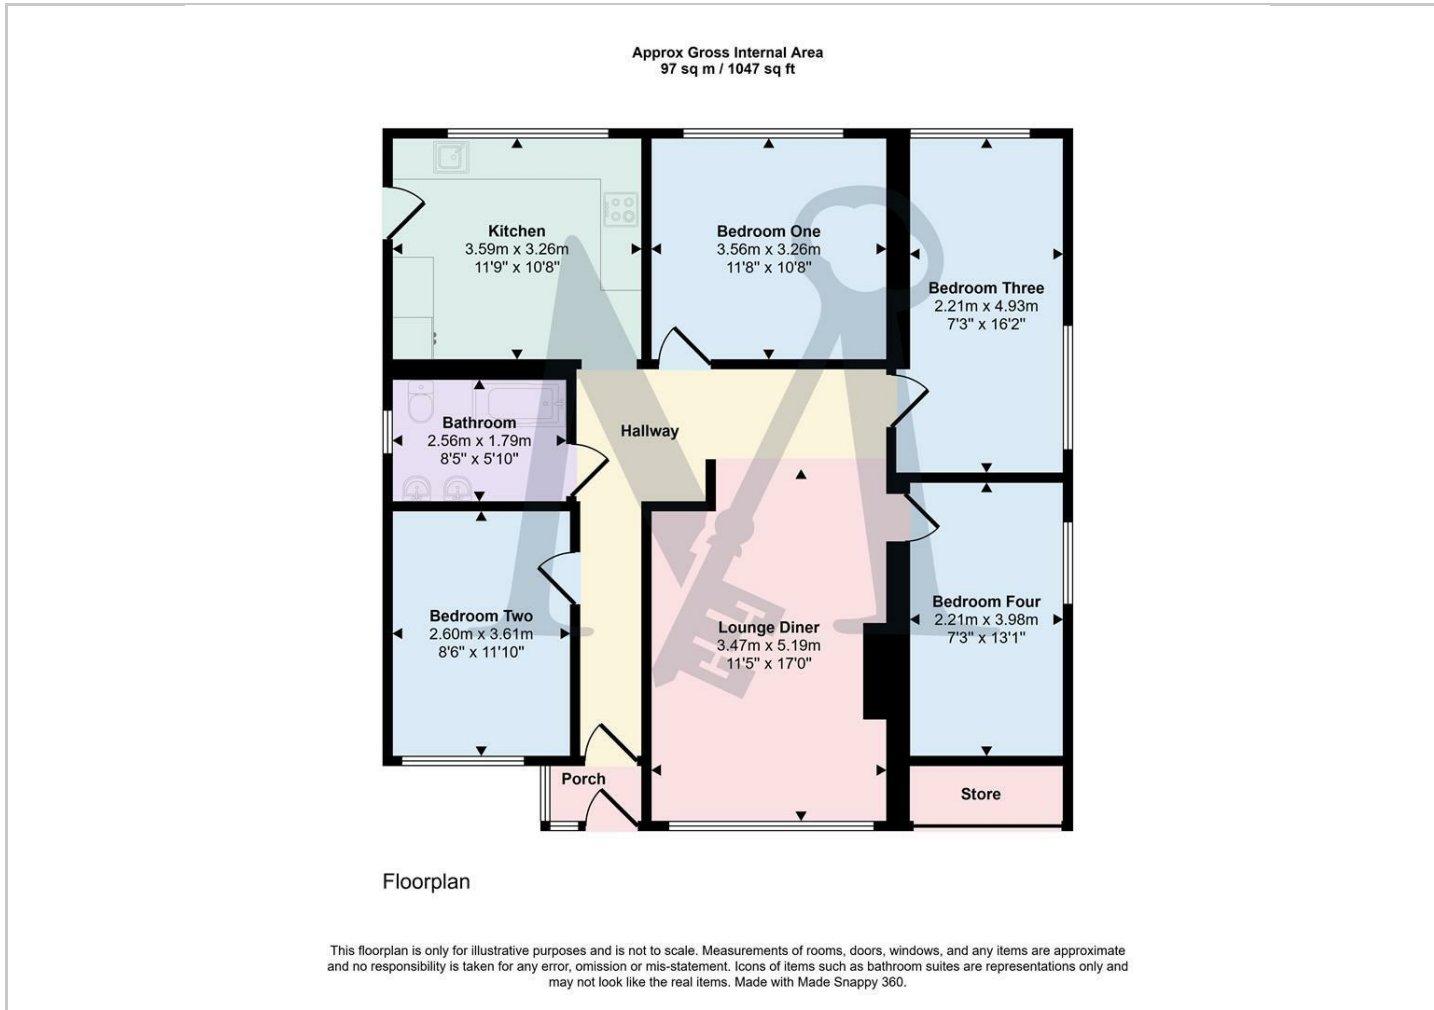 Approx Gross Internal Area
97 sq m / 1047 sq ft
Kitchen
3.59m x 3.26m
11'9" x 10'8"
Bedroom One
3.56m x 3.26m
11'8" x 10'8"
Bedroom Three
2.21m x 4.93m
7'3" x 16'2"
Bathroom
2.56m x 1.79m
8'5" x 5'10"
Hallway
Bedroom Two
2.60m x 3.61m
8'6" x 11'10"
Lounge Diner
3.47m x 5.19m
11'5" x 17'0"
Bedroom Four
2.21m x 3.98m
7'3" x 13'1"
Porch
Store
Floorplan
This floorplan is only for illustrative purposes and is not to scale. Measurements of rooms, doors, windows, and any items are approximate
and no responsibility is taken for any error, omission or mis-statement. Icons of items such as bathroom suites are representations only and
may not look like the real items. Made with Made Snappy 360.